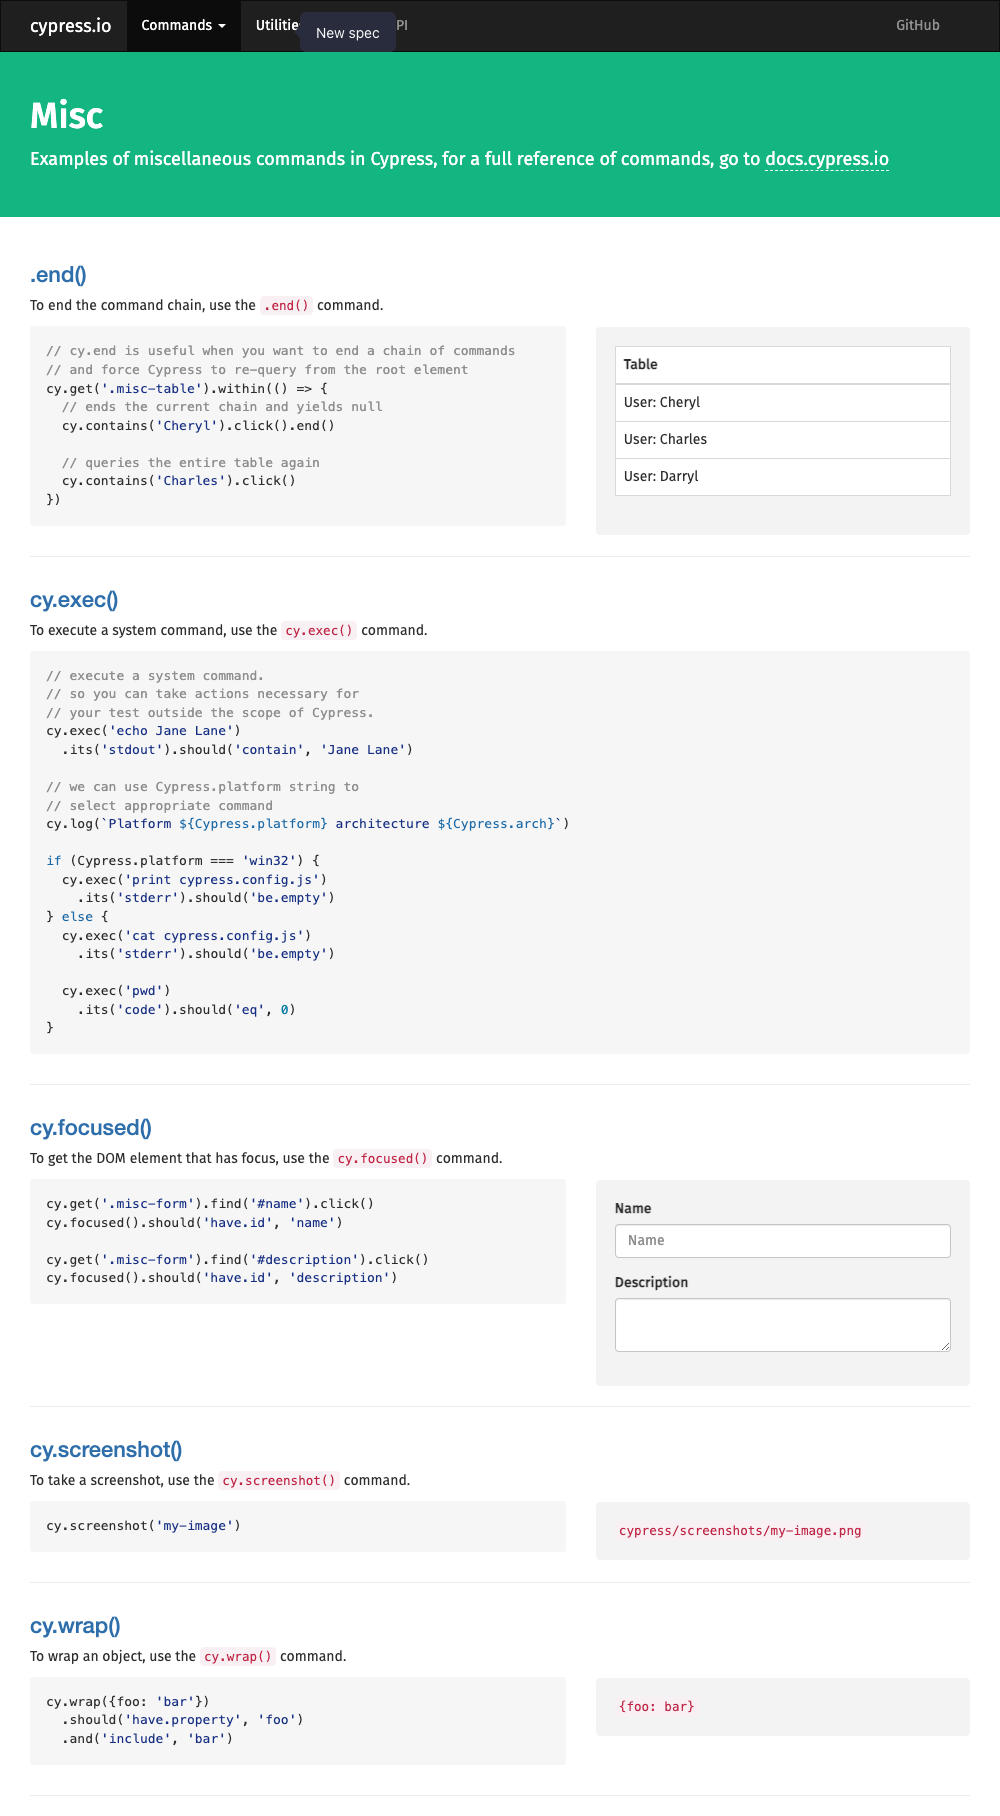 cypress.io Commands Utilitie New spec PI GitHub
Misc
Examples of miscellaneous commands in Cypress, for a full reference of commands, go to docs.cypress.io
.end()
To end the command chain, use the .end() command.
// cy.end is useful when you want to end a chain of commands
// and force Cypress to re-query from the root element
cy.get('.misc-table').within(() => {
  // ends the current chain and yields null
  cy.contains('Cheryl').click().end()
  // queries the entire table again
  cy.contains('Charles').click()
})
Table
User: Cheryl
User: Charles
User: Darryl
cy.exec()
To execute a system command, use the cy.exec() command.
// execute a system command.
// so you can take actions necessary for
// your test outside the scope of Cypress.
cy.exec('echo Jane Lane')
  .its('stdout').should('contain', 'Jane Lane')
// we can use Cypress.platform string to
// select appropriate command
cy.log(`Platform ${Cypress.platform} architecture ${Cypress.arch}`)
if (Cypress.platform === 'win32') {
  cy.exec('print cypress.config.js')
    .its('stderr').should('be.empty')
} else {
  cy.exec('cat cypress.config.js')
    .its('stderr').should('be.empty')
  cy.exec('pwd')
    .its('code').should('eq', 0)
}
cy.focused()
To get the DOM element that has focus, use the cy.focused() command.
cy.get('.misc-form').find('#name').click()
cy.focused().should('have.id', 'name')
cy.get('.misc-form').find('#description').click()
cy.focused().should('have.id', 'description')
Name
Name
Description
cy.screenshot()
To take a screenshot, use the cy.screenshot() command.
cy.screenshot('my-image')
cypress/screenshots/my-image.png
cy.wrap()
To wrap an object, use the cy.wrap() command.
cy.wrap({foo: 'bar'})
  .should('have.property', 'foo')
  .and('include', 'bar')
{foo: bar}